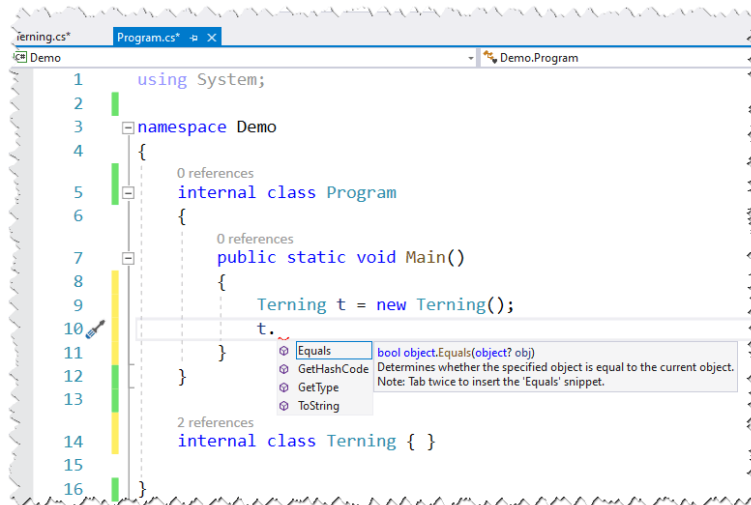 Terning.cs* Program.cs*
C# Demo Demo.Program
1 using System;
2
3 namespace Demo
4 {
0 references
5 internal class Program
6 {
0 references
7 public static void Main()
8 {
9 Terning t = new Terning();
10 t.
11 }
12 }
13
2 references
14 internal class Terning { }
15
16 }
Equals
GetHashCode
GetType
ToString
bool object.Equals(object? obj)
Determines whether the specified object is equal to the current object.
Note: Tab twice to insert the 'Equals' snippet.